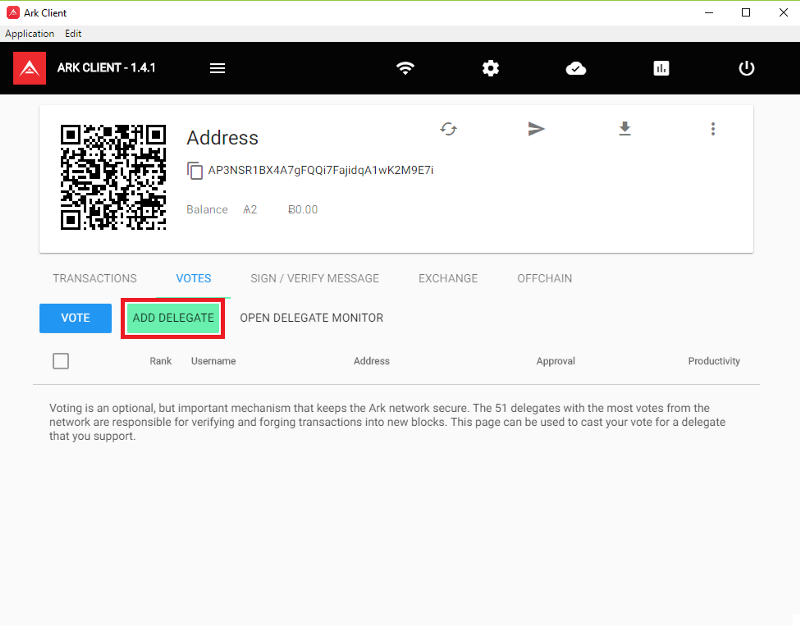 Ark Client
Application Edit
ARK CLIENT - 1.4.1
Address
AP3NSR1BX4A7gFQQi7FajidqA1wK2M9E7i
Balance Ѧ2 Ƀ0.00
TRANSACTIONS VOTES SIGN / VERIFY MESSAGE EXCHANGE OFFCHAIN
VOTE ADD DELEGATE OPEN DELEGATE MONITOR
Rank Username Address Approval Productivity
Voting is an optional, but important mechanism that keeps the Ark network secure. The 51 delegates with the most votes from the
network are responsible for verifying and forging transactions into new blocks. This page can be used to cast your vote for a delegate
that you support.